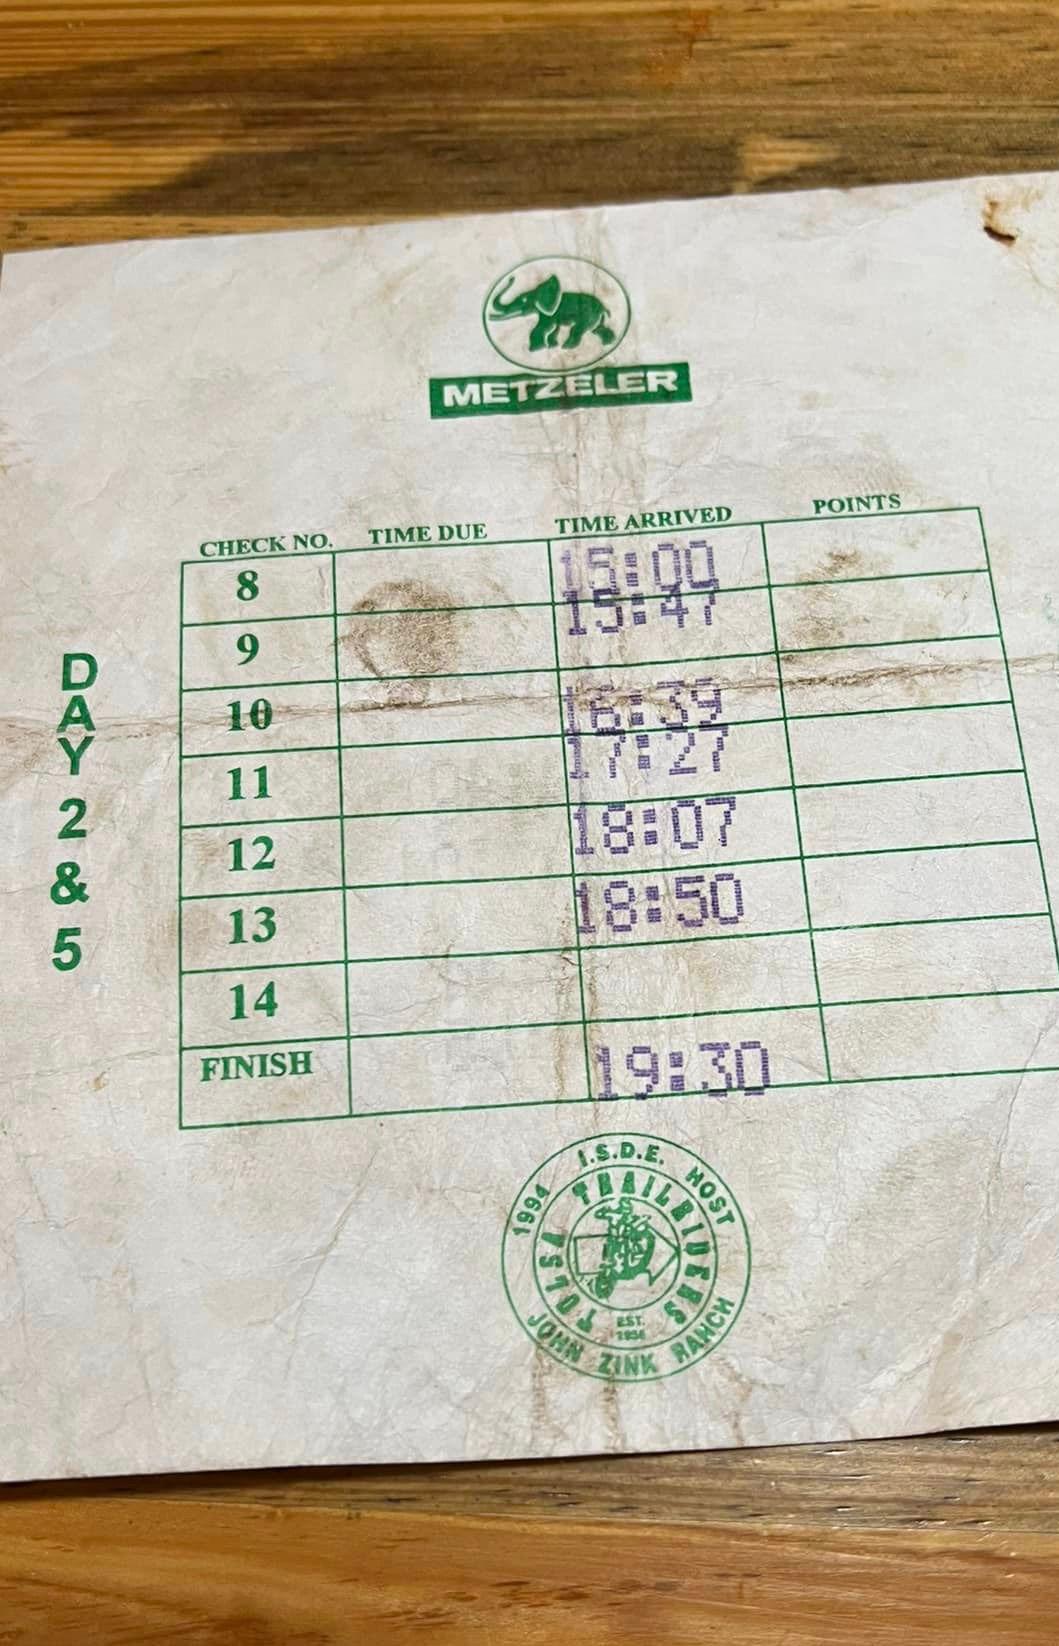 METZELER
CHECK NO. TIME DUE TIME ARRIVED POINTS
8 15:00
9 15:47
10 16:39
11 17:27
12 18:07
13 18:50
14
FINISH 19:30
DAY 2 & 5
1994 I.S.D.E. HOST
TULSA TRAILRIDERS
EST.
JOHN ZINK RANCH